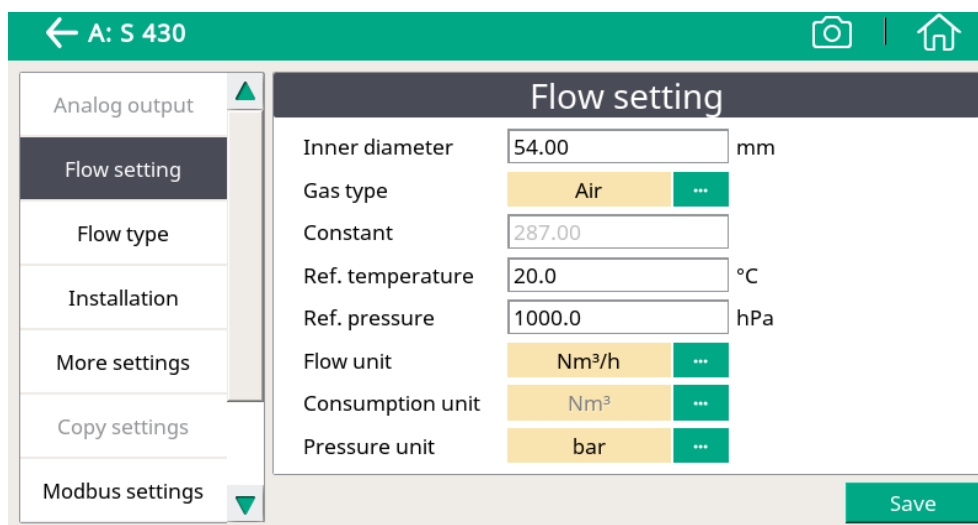 A: S 430
Analog output
Flow setting
Flow type
Installation
More settings
Copy settings
Modbus settings
Flow setting
Inner diameter 54.00 mm
Gas type Air ...
Constant 287.00
Ref. temperature 20.0 °C
Ref. pressure 1000.0 hPa
Flow unit Nm³/h ...
Consumption unit Nm³ ...
Pressure unit bar ...
Save